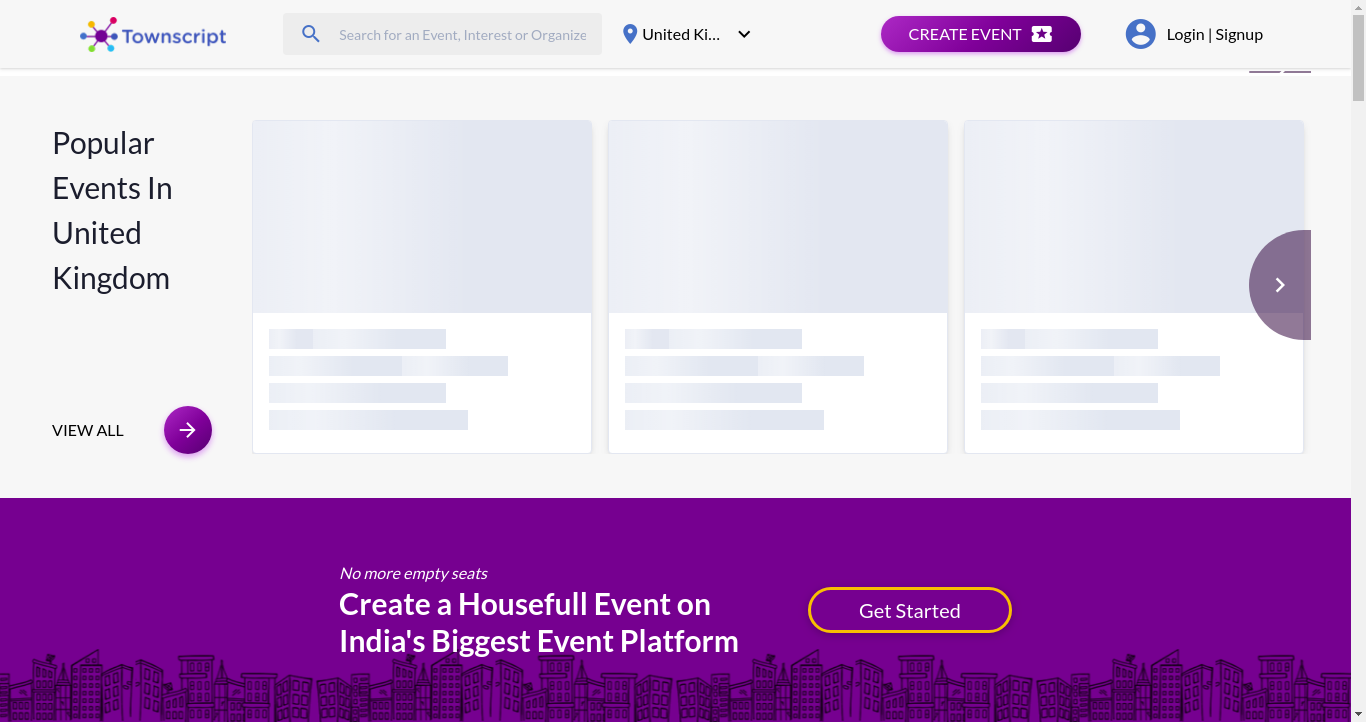 Townscript
Search for an Event, Interest or Organize
United Ki...
CREATE EVENT
Login | Signup
Popular
Events In
United
Kingdom
VIEW ALL
No more empty seats
Create a Housefull Event on
India's Biggest Event Platform
Get Started